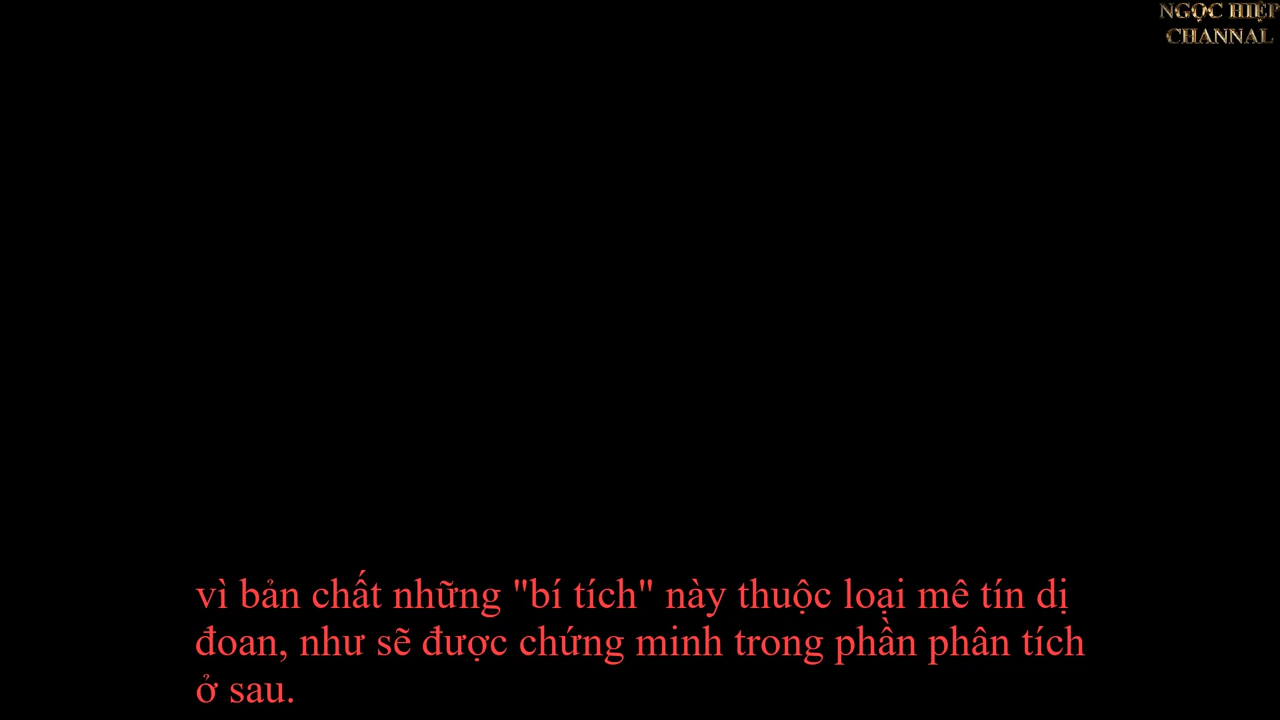 NGỌC HIỆP
CHANNAL
vì bản chất những "bí tích" này thuộc loại mê tín dị
đoan, như sẽ được chứng minh trong phần phân tích
ở sau.